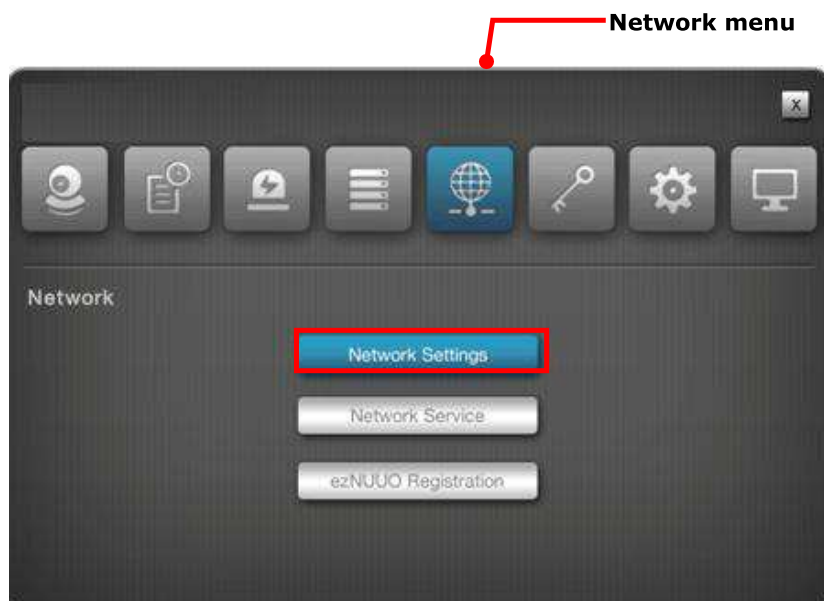 Network menu
X
Network
Network Settings
Network Service
ezNUUO Registration